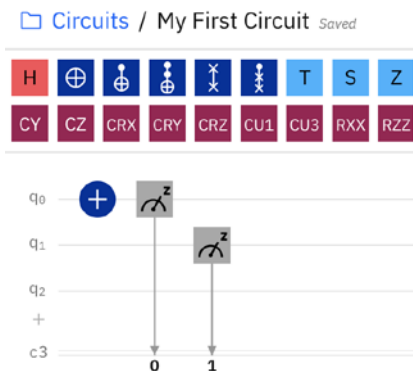 Circuits / My First Circuit Saved
H T S Z
CY CZ CRX CRY CRZ CU1 CU3 RXX RZZ
q0 z
q1 z
q2
+
c3
0 1